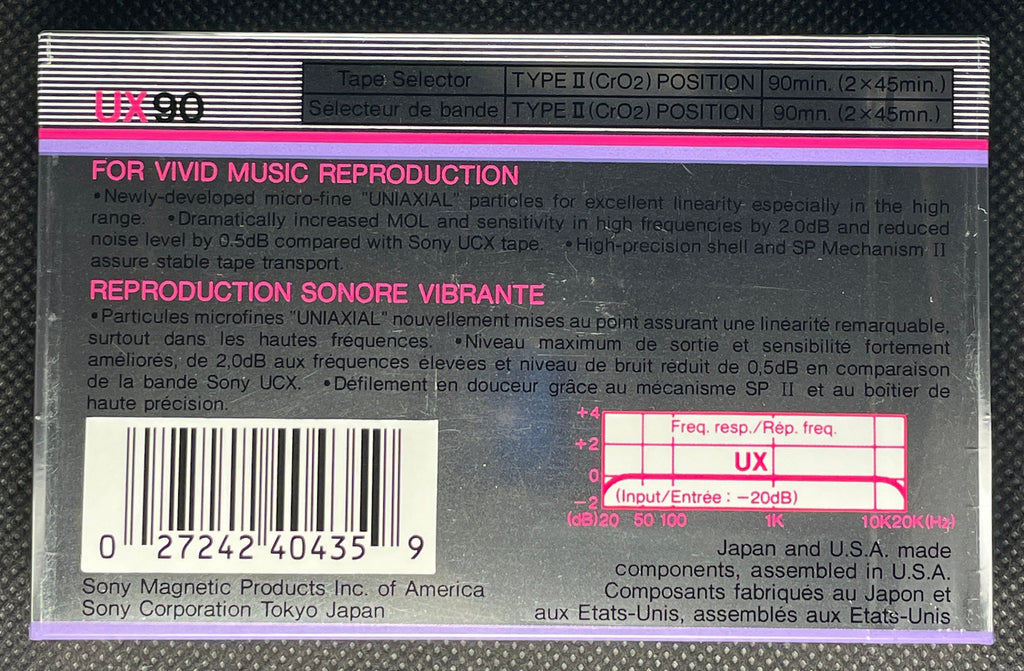 UX90
Tape Selector TYPE II (CrO2) POSITION 90min. (2×45min.)
Sélecteur de bande TYPE II (CrO2) POSITION 90mn. (2×45mn.)
FOR VIVID MUSIC REPRODUCTION
•Newly-developed micro-fine "UNIAXIAL" particles for excellent linearity especially in the high
range. •Dramatically increased MOL and sensitivity in high frequencies by 2.0dB and reduced
noise level by 0.5dB compared with Sony UCX tape. •High-precision shell and SP Mechanism II
assure stable tape transport.
REPRODUCTION SONORE VIBRANTE
•Particules microfines "UNIAXIAL" nouvellement mises au point assurant une linéarité remarquable,
surtout dans les hautes fréquences. •Niveau maximum de sortie et sensibilité fortement
améliorés, de 2,0dB aux fréquences élevées et niveau de bruit réduit de 0,5dB en comparaison
de la bande Sony UCX. •Défilement en douceur grâce au mécanisme SP II et au boîtier de
haute précision.
+4
Freq. resp./Rép. freq.
+2
UX
0
(Input/Entrée : −20dB)
−2
(dB) 20 50 100 1K 10K 20K (Hz)
0 27242 40435 9
Sony Magnetic Products Inc. of America
Sony Corporation Tokyo Japan
Japan and U.S.A. made
components, assembled in U.S.A.
Composants fabriqués au Japon et
aux Etats-Unis, assemblés aux Etats-Unis